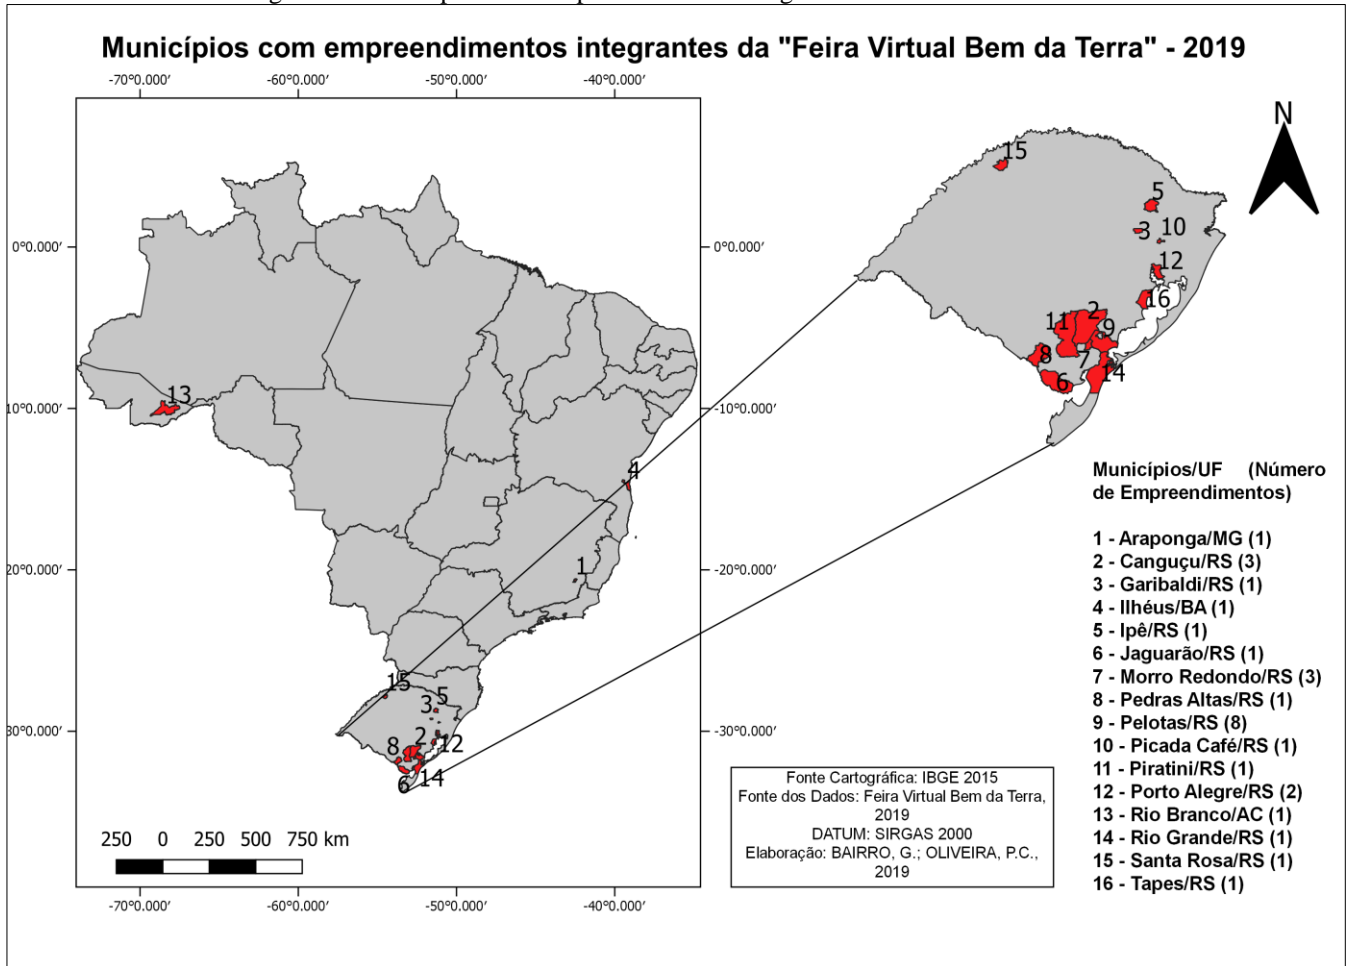 Municípios com empreendimentos integrantes da "Feira Virtual Bem da Terra" - 2019
-70°0.000′ -60°0.000′ -50°0.000′ -40°0.000′
N
15
5
3 10
12
16
2
11
9
8
7
6
14
0°0.000′ 0°0.000′
13
-10°0.000′ -10°0.000′
4
1
-20°0.000′ -20°0.000′
15
5
3
2
8
12
14
6
30°0.000′ -30°0.000′
Municípios/UF (Número
de Empreendimentos)
1 - Araponga/MG (1)
2 - Canguçu/RS (3)
3 - Garibaldi/RS (1)
4 - Ilhéus/BA (1)
5 - Ipê/RS (1)
6 - Jaguarão/RS (1)
7 - Morro Redondo/RS (3)
8 - Pedras Altas/RS (1)
9 - Pelotas/RS (8)
10 - Picada Café/RS (1)
11 - Piratini/RS (1)
12 - Porto Alegre/RS (2)
13 - Rio Branco/AC (1)
14 - Rio Grande/RS (1)
15 - Santa Rosa/RS (1)
16 - Tapes/RS (1)
Fonte Cartográfica: IBGE 2015
Fonte dos Dados: Feira Virtual Bem da Terra,
2019
DATUM: SIRGAS 2000
Elaboração: BAIRRO, G.; OLIVEIRA, P.C.,
2019
250 0 250 500 750 km
-70°0.000′ -60°0.000′ -50°0.000′ -40°0.000′